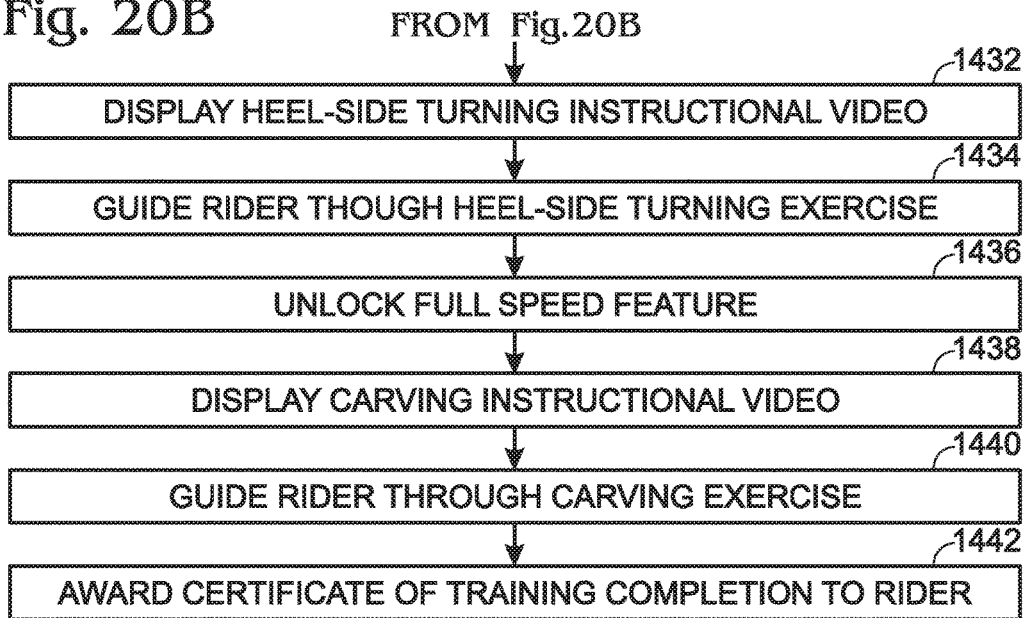 Fig. 20B
FROM Fig.20B
1432
DISPLAY HEEL-SIDE TURNING INSTRUCTIONAL VIDEO
1434
GUIDE RIDER THOUGH HEEL-SIDE TURNING EXERCISE
1436
UNLOCK FULL SPEED FEATURE
1438
DISPLAY CARVING INSTRUCTIONAL VIDEO
1440
GUIDE RIDER THROUGH CARVING EXERCISE
1442
AWARD CERTIFICATE OF TRAINING COMPLETION TO RIDER